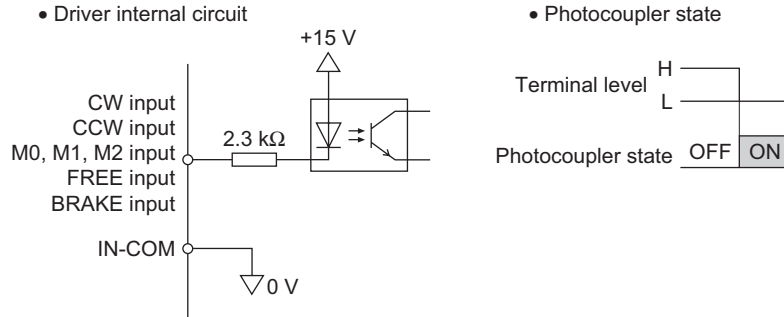 • Driver internal circuit
+15 V
CW input
CCW input
M0, M1, M2 input
2.3 kΩ
FREE input
BRAKE input
IN-COM
0 V
• Photocoupler state
Terminal level
H
L
Photocoupler state OFF ON